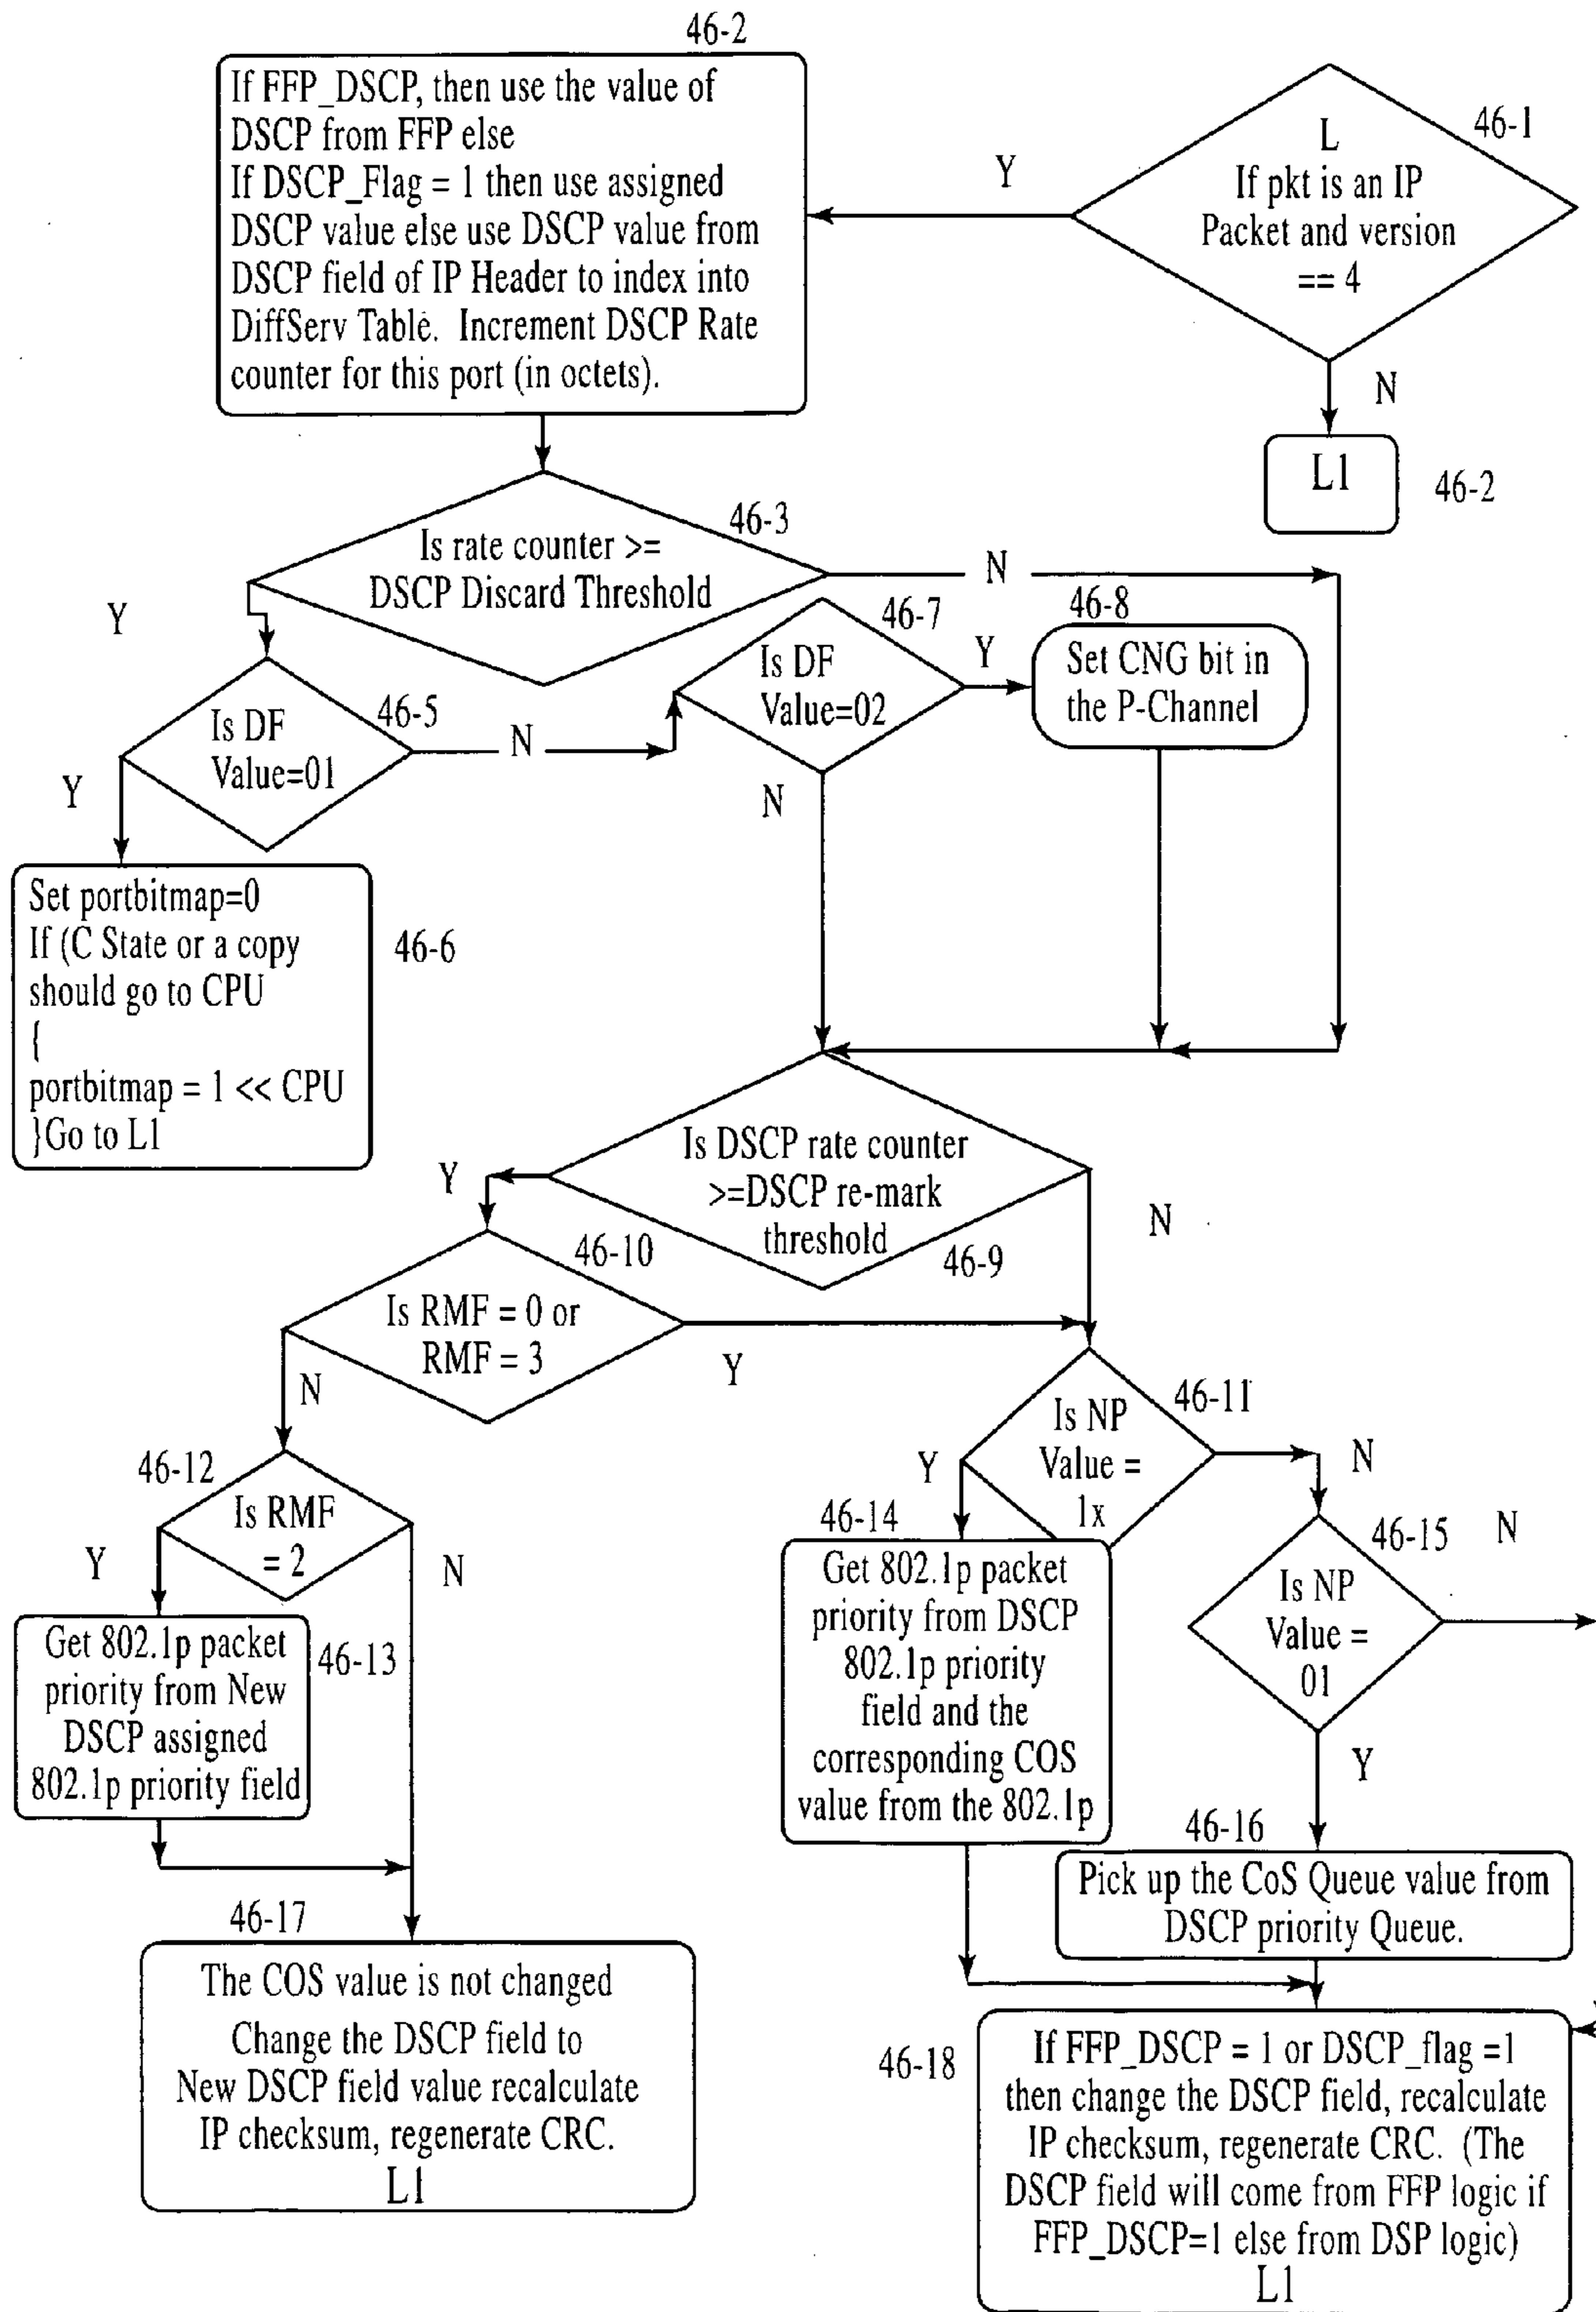 46-2
If FFP_DSCP, then use the value of
DSCP from FFP else
If DSCP_Flag = 1 then use assigned
DSCP value else use DSCP value from
DSCP field of IP Header to index into
DiffServ Table. Increment DSCP Rate
counter for this port (in octets).
46-1
L
If pkt is an IP
Packet and version
== 4
Y
N
L1
46-2
46-3
Is rate counter >=
DSCP Discard Threshold
N
Y
46-5
Is DF
Value=01
N
Y
46-7
Is DF
Value=02
Y
N
46-8
Set CNG bit in
the P-Channel
Set portbitmap=0
If (C State or a copy
should go to CPU
{
portbitmap = 1 << CPU
}Go to L1
46-6
Is DSCP rate counter
>=DSCP re-mark
threshold
46-9
Y
N
46-10
Is RMF = 0 or
RMF = 3
Y
N
46-11
Is NP
Value =
1x
Y
N
46-12
Is RMF
= 2
Y
N
46-13
Get 802.1p packet
priority from New
DSCP assigned
802.1p priority field
46-14
Get 802.1p packet
priority from DSCP
802.1p priority
field and the
corresponding COS
value from the 802.1p
46-15
Is NP
Value =
01
N
Y
46-16
Pick up the CoS Queue value from
DSCP priority Queue.
46-17
The COS value is not changed
Change the DSCP field to
New DSCP field value recalculate
IP checksum, regenerate CRC.
L1
46-18
If FFP_DSCP = 1 or DSCP_flag =1
then change the DSCP field, recalculate
IP checksum, regenerate CRC. (The
DSCP field will come from FFP logic if
FFP_DSCP=1 else from DSP logic)
L1